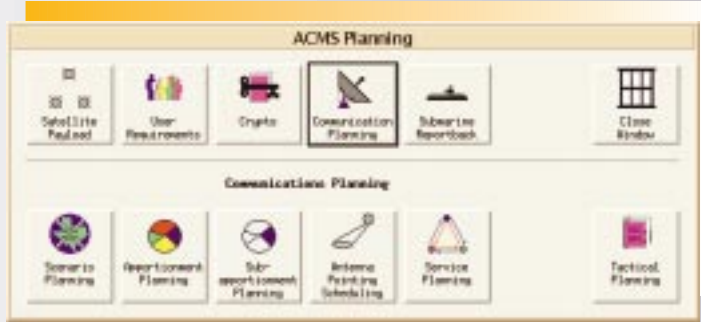 ACMS Planning
Satellite Payload
User Requirements
Crypto
Communication Planning
Submarine Reportback
Close Window
Communications Planning
Scenario Planning
Apportionment Planning
Sub-apportionment Planning
Antenna Pointing Scheduling
Service Planning
Tactical Planning